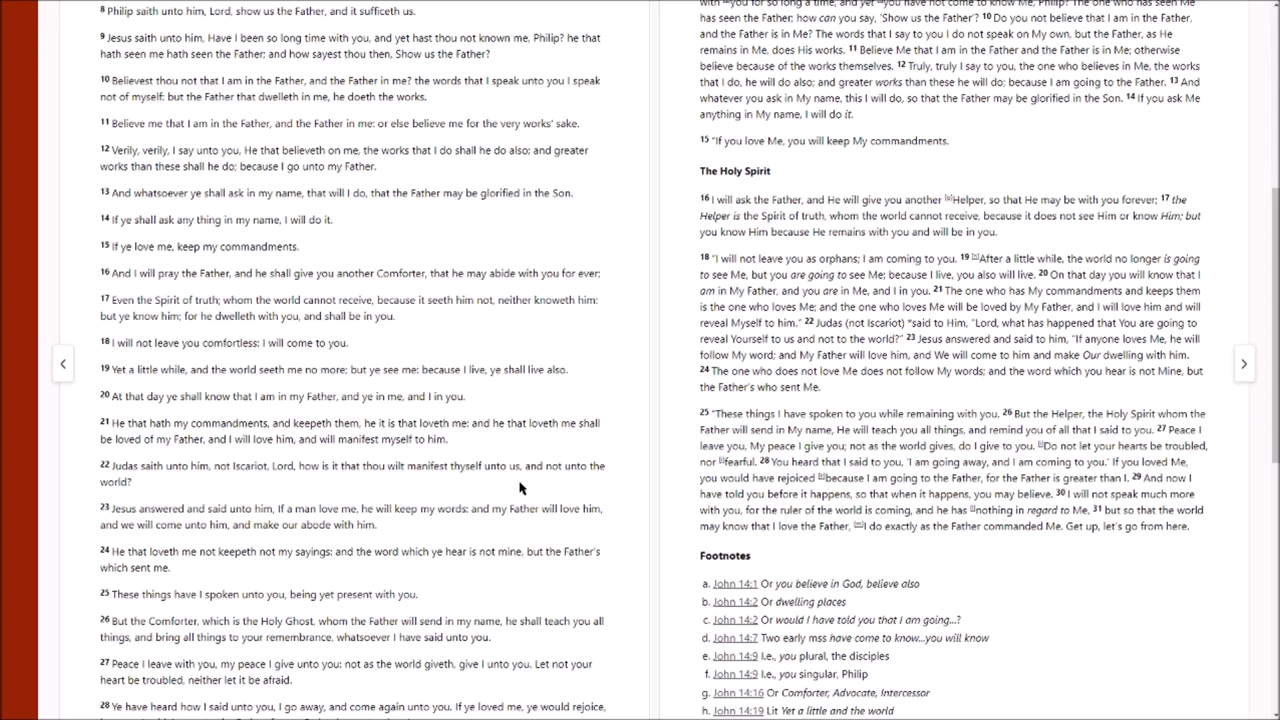 8 Philip saith unto him, Lord, show us the Father, and it sufficeth us.
9 Jesus saith unto him, Have I been so long time with you, and yet hast thou not known me, Philip? he that
hath seen me hath seen the Father; and how sayest thou then, Show us the Father?
10 Believest thou not that I am in the Father, and the Father in me? the words that I speak unto you I speak
not of myself: but the Father that dwelleth in me, he doeth the works.
11 Believe me that I am in the Father, and the Father in me: or else believe me for the very works' sake.
12 Verily, verily, I say unto you, He that believeth on me, the works that I do shall he do also; and greater
works than these shall he do; because I go unto my Father.
13 And whatsoever ye shall ask in my name, that will I do, that the Father may be glorified in the Son.
14 If ye shall ask any thing in my name, I will do it.
15 If ye love me, keep my commandments.
16 And I will pray the Father, and he shall give you another Comforter, that he may abide with you for ever;
17 Even the Spirit of truth; whom the world cannot receive, because it seeth him not, neither knoweth him:
but ye know him; for he dwelleth with you, and shall be in you.
18 I will not leave you comfortless: I will come to you.
19 Yet a little while, and the world seeth me no more; but ye see me: because I live, ye shall live also.
20 At that day ye shall know that I am in my Father, and ye in me, and I in you.
21 He that hath my commandments, and keepeth them, he it is that loveth me: and he that loveth me shall
be loved of my Father, and I will love him, and will manifest myself to him.
22 Judas saith unto him, not Iscariot, Lord, how is it that thou wilt manifest thyself unto us, and not unto the
world?
23 Jesus answered and said unto him, If a man love me, he will keep my words: and my Father will love him,
and we will come unto him, and make our abode with him.
24 He that loveth me not keepeth not my sayings: and the word which ye hear is not mine, but the Father's
which sent me.
25 These things have I spoken unto you, being yet present with you.
26 But the Comforter, which is the Holy Ghost, whom the Father will send in my name, he shall teach you all
things, and bring all things to your remembrance, whatsoever I have said unto you.
27 Peace I leave with you, my peace I give unto you: not as the world giveth, give I unto you. Let not your
heart be troubled, neither let it be afraid.
28 Ye have heard how I said unto you, I go away, and come again unto you. If ye loved me, ye would rejoice,
with you for so long a time, and yet you have not come to know Me, Philip? The one who has seen Me
has seen the Father; how can you say, 'Show us the Father'? 10 Do you not believe that I am in the Father,
and the Father is in Me? The words that I say to you I do not speak on My own, but the Father, as He
remains in Me, does His works. 11 Believe Me that I am in the Father and the Father is in Me; otherwise
believe because of the works themselves. 12 Truly, truly I say to you, the one who believes in Me, the works
that I do, he will do also; and greater works than these he will do; because I am going to the Father. 13 And
whatever you ask in My name, this I will do, so that the Father may be glorified in the Son. 14 If you ask Me
anything in My name, I will do it.
15 "If you love Me, you will keep My commandments.
The Holy Spirit
16 I will ask the Father, and He will give you another [g]Helper, so that He may be with you forever; 17 the
Helper is the Spirit of truth, whom the world cannot receive, because it does not see Him or know Him; but
you know Him because He remains with you and will be in you.
18 "I will not leave you as orphans; I am coming to you. 19 [h]After a little while, the world no longer is going
to see Me, but you are going to see Me; because I live, you also will live. 20 On that day you will know that I
am in My Father, and you are in Me, and I in you. 21 The one who has My commandments and keeps them
is the one who loves Me; and the one who loves Me will be loved by My Father, and I will love him and will
reveal Myself to him." 22 Judas (not Iscariot) *said to Him, "Lord, what has happened that You are going to
reveal Yourself to us and not to the world?" 23 Jesus answered and said to him, "If anyone loves Me, he will
follow My word; and My Father will love him, and We will come to him and make Our dwelling with him.
24 The one who does not love Me does not follow My words; and the word which you hear is not Mine, but
the Father's who sent Me.
25 "These things I have spoken to you while remaining with you. 26 But the Helper, the Holy Spirit whom the
Father will send in My name, He will teach you all things, and remind you of all that I said to you. 27 Peace I
leave you, My peace I give you; not as the world gives, do I give to you. Do not let your hearts be troubled,
nor fearful. 28 You heard that I said to you, 'I am going away, and I am coming to you.' If you loved Me,
you would have rejoiced because I am going to the Father, for the Father is greater than I. 29 And now I
have told you before it happens, so that when it happens, you may believe. 30 I will not speak much more
with you, for the ruler of the world is coming, and he has nothing in regard to Me, 31 but so that the world
may know that I love the Father, I do exactly as the Father commanded Me. Get up, let's go from here.
Footnotes
a. John 14:1 Or you believe in God, believe also
b. John 14:2 Or dwelling places
c. John 14:2 Or would I have told you that I am going...?
d. John 14:7 Two early mss have come to know...you will know
e. John 14:9 I.e., you plural, the disciples
f. John 14:9 I.e., you singular, Philip
g. John 14:16 Or Comforter, Advocate, Intercessor
h. John 14:19 Lit Yet a little and the world